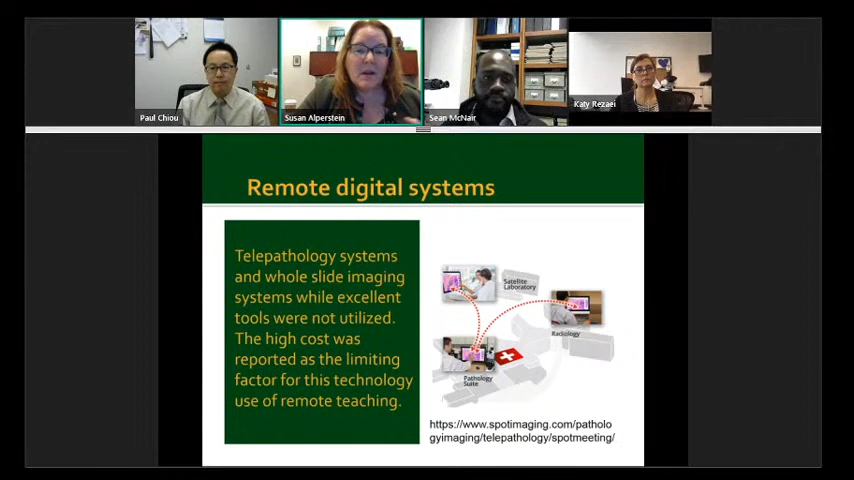 Paul Chiou
Susan Alperstein
Sean McNair
Katy Rezaei
Remote digital systems
Telepathology systems
and whole slide imaging
systems while excellent
tools were not utilized.
The high cost was
reported as the limiting
factor for this technology
use of remote teaching.
Satellite
Laboratory
Radiology
Pathology
Suite
https://www.spotimaging.com/patholo
gyimaging/telepathology/spotmeeting/